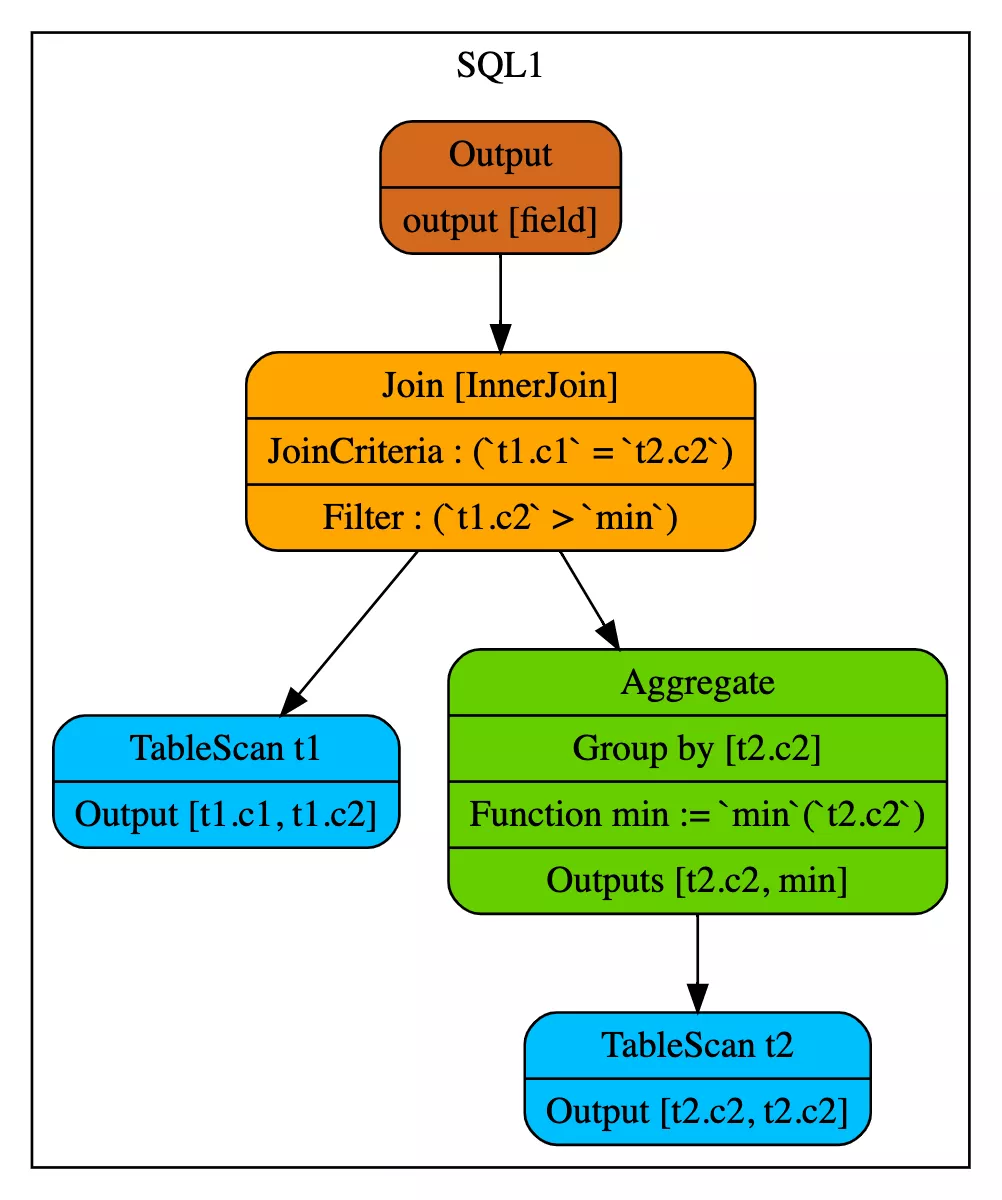 SQL1
Output
output [field]
Join [InnerJoin]
JoinCriteria : (`t1.c1` = `t2.c2`)
Filter : (`t1.c2` > `min`)
TableScan t1
Output [t1.c1, t1.c2]
Aggregate
Group by [t2.c2]
Function min := `min`(`t2.c2`)
Outputs [t2.c2, min]
TableScan t2
Output [t2.c2, t2.c2]